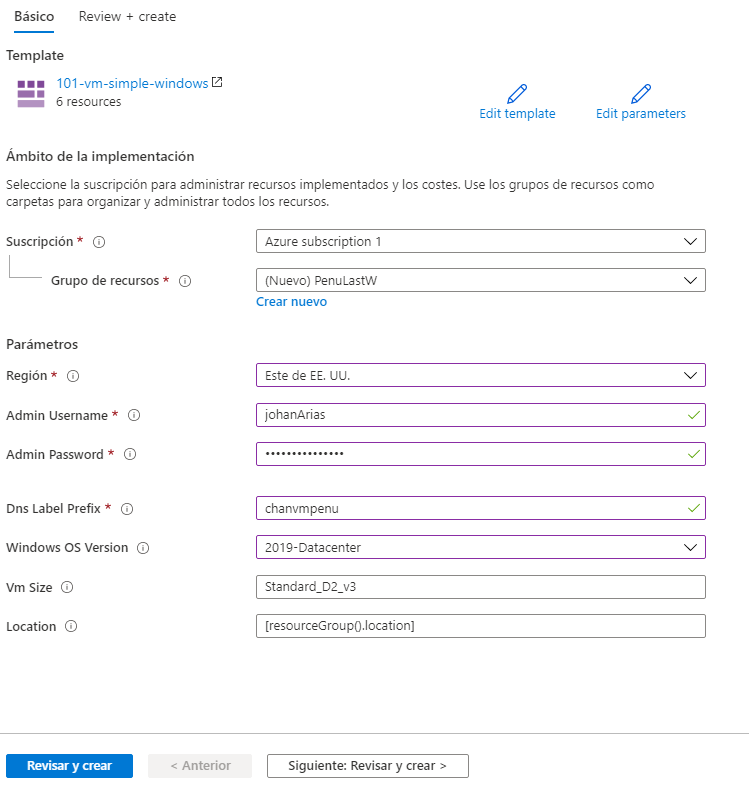 Básico Review + create
Template
101-vm-simple-windows
6 resources
Edit template Edit parameters
Ámbito de la implementación
Seleccione la suscripción para administrar recursos implementados y los costes. Use los grupos de recursos como
carpetas para organizar y administrar todos los recursos.
Suscripción * Azure subscription 1
Grupo de recursos * (Nuevo) PenuLastW
Crear nuevo
Parámetros
Región * Este de EE. UU.
Admin Username * johanArias
Admin Password * •••••••••••••••
Dns Label Prefix * chanvmpenu
Windows OS Version 2019-Datacenter
Vm Size Standard_D2_v3
Location [resourceGroup().location]
Revisar y crear < Anterior Siguiente: Revisar y crear >